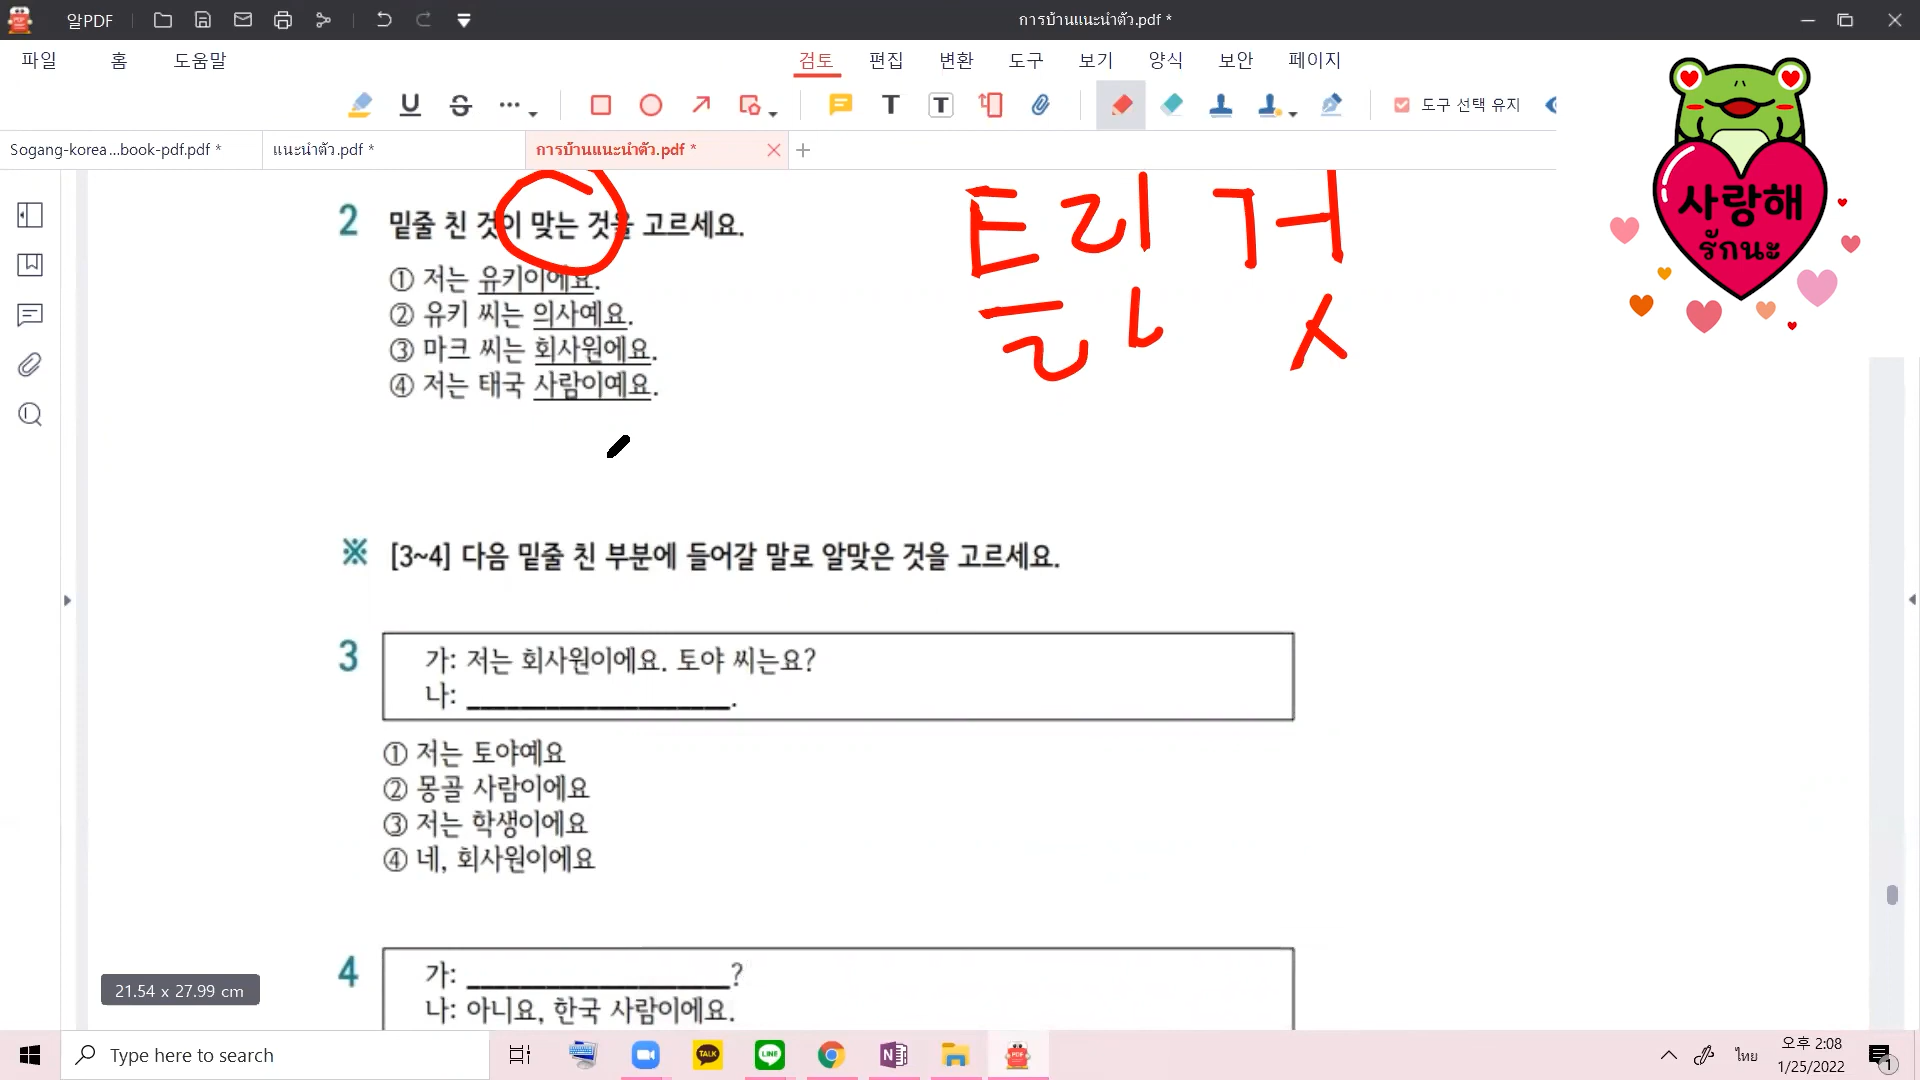 알PDF
การบ้านแนะนำตัว.pdf *
파일 홈 도움말 검토 편집 변환 도구 보기 양식 보안 페이지
도구 선택 유지
Sogang-korea...book-pdf.pdf * แนะนำตัว.pdf * การบ้านแนะนำตัว.pdf *
사랑해
รักนะ
2 밑줄 친 것이 맞는 것을 고르세요.
① 저는 유키이에요.
② 유키 씨는 의사예요.
③ 마크 씨는 회사원에요.
④ 저는 태국 사람이예요.
틀린 것
※ [3~4] 다음 밑줄 친 부분에 들어갈 말로 알맞은 것을 고르세요.
3 가: 저는 회사원이에요. 토야 씨는요?
나: ____________________.
① 저는 토야예요
② 몽골 사람이에요
③ 저는 학생이에요
④ 네, 회사원이에요
4 가: ____________________?
나: 아니요, 한국 사람이에요.
21.54 x 27.99 cm
Type here to search
TALK
LINE
PDF
ไทย
오후 2:08
1/25/2022
1